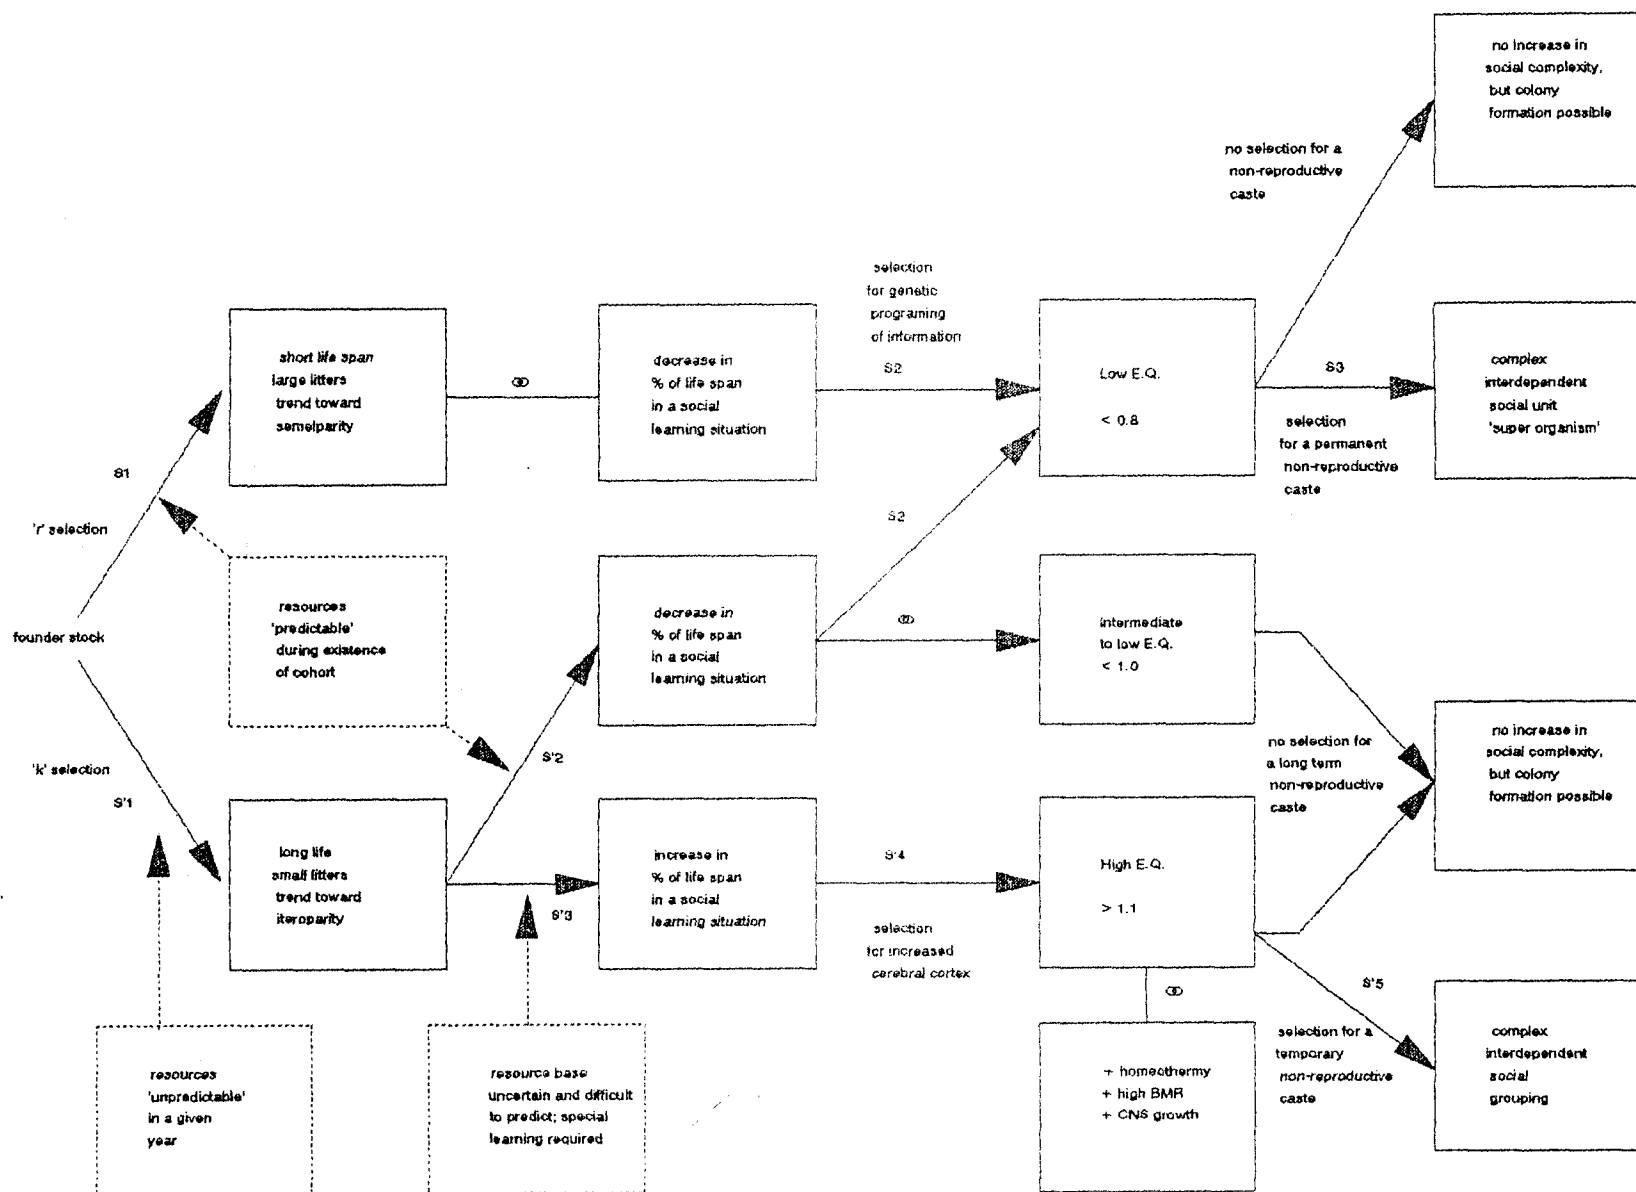 no increase in
social complexity,
but colony
formation possible
no selection for a
non-reproductive
caste
selection
for genetic
programing
of information
short life span
large litters
trend toward
semelparity
decrease in
% of life span
in a social
learning situation
S2
Low E.Q.
< 0.8
S3
complex
interdependent
social unit
'super organism'
selection
for a permanent
non-reproductive
caste
S1
'r' selection
S2
resources
'predictable'
during existence
of cohort
founder stock
decrease in
% of life span
in a social
learning situation
intermediate
to low E.Q.
< 1.0
'k' selection
S'1
S'2
no selection for
a long term
non-reproductive
caste
no increase in
social complexity,
but colony
formation possible
long life
small litters
trend toward
iteroparity
S'3
increase in
% of life span
in a social
learning situation
S'4
selection
for increased
cerebral cortex
High E.Q.
> 1.1
S'5
selection for a
temporary
non-reproductive
caste
resources
'unpredictable'
in a given
year
resource base
uncertain and difficult
to predict; special
learning required
+ homeothermy
+ high BMR
+ CNS growth
complex
interdependent
social
grouping